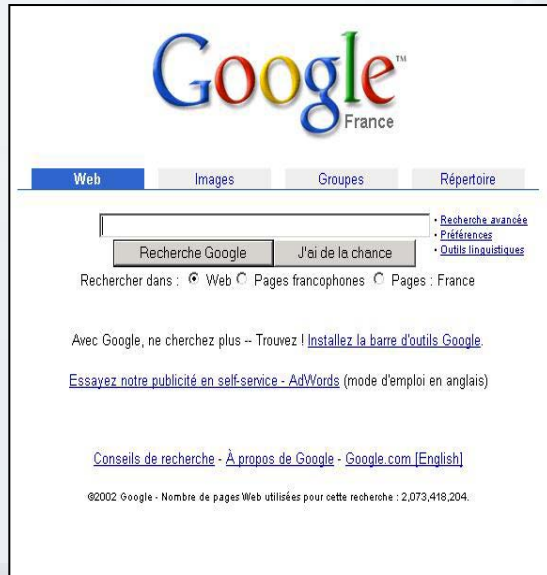 Google™
France
Web Images Groupes Répertoire
• Recherche avancée
• Préférences
• Outils linguistiques
Recherche Google J'ai de la chance
Rechercher dans : Web Pages francophones Pages : France
Avec Google, ne cherchez plus -- Trouvez ! Installez la barre d'outils Google.
Essayez notre publicité en self-service - AdWords (mode d'emploi en anglais)
Conseils de recherche - À propos de Google - Google.com [English]
©2002 Google - Nombre de pages Web utilisées pour cette recherche : 2,073,418,204.